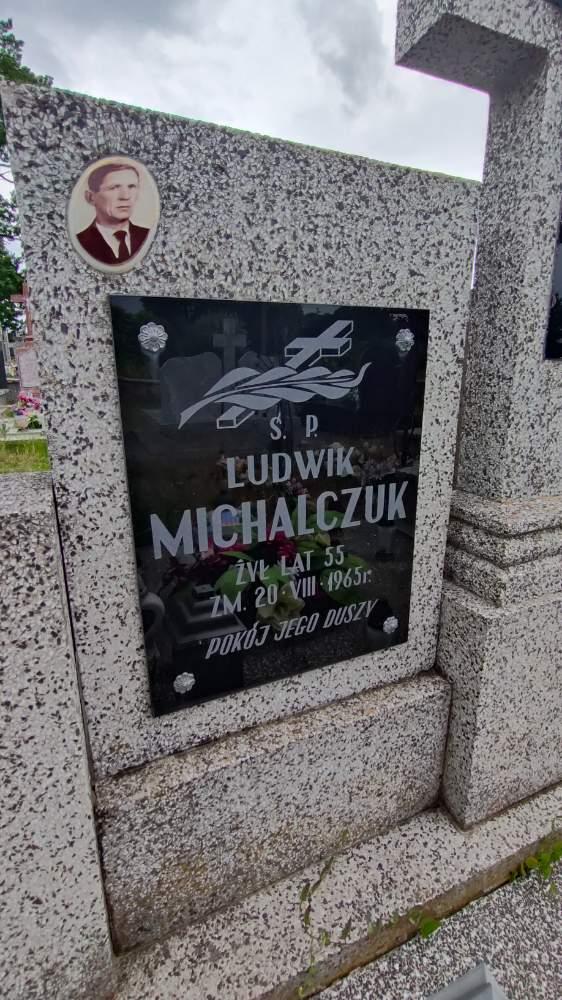 Ś. P.
LUDWIK
MICHALCZUK
ŻYŁ LAT 55
ZM. 20·VIII·1965r.
POKÓJ JEGO DUSZY